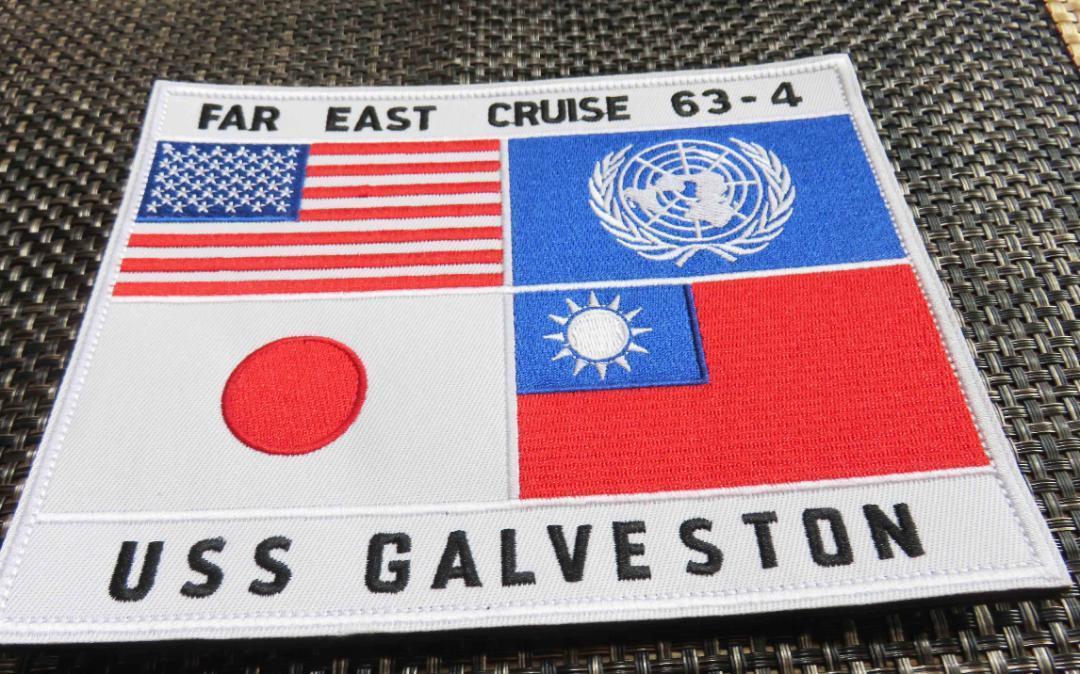 FAR EAST CRUISE 63-4
USS GALVESTON